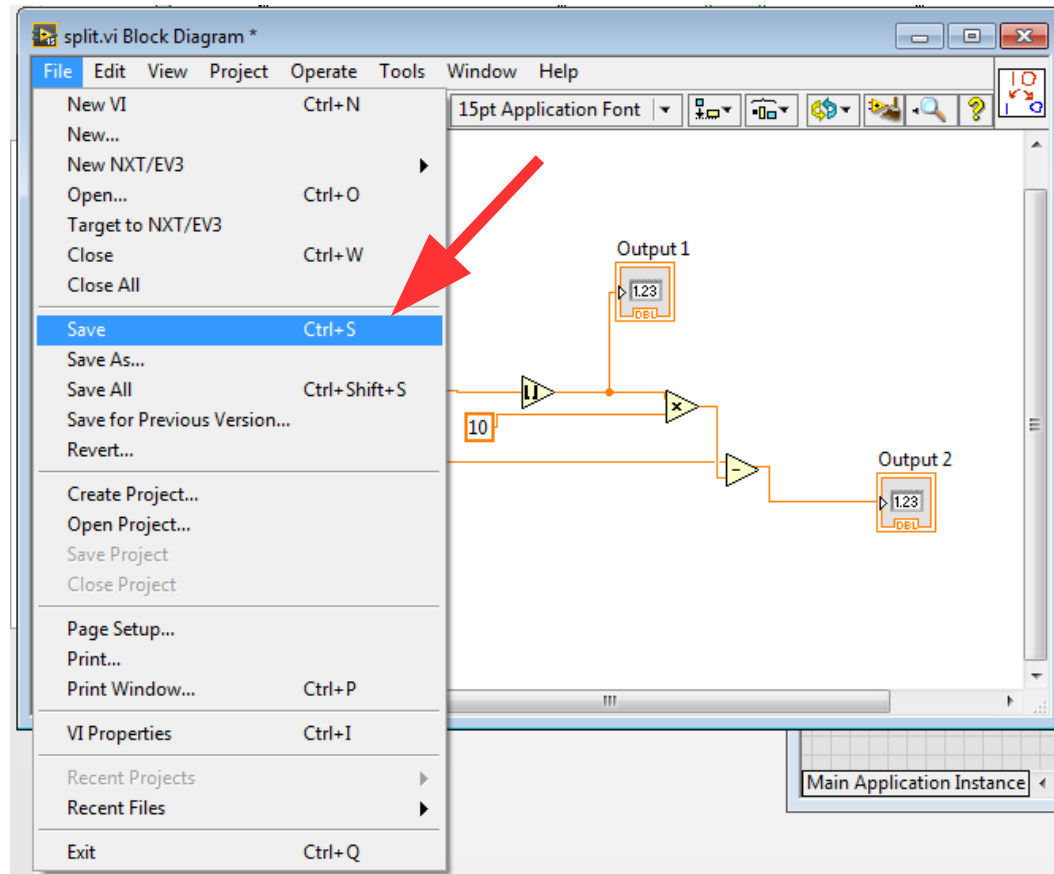 split.vi Block Diagram *
File Edit View Project Operate Tools Window Help
15pt Application Font
New VI Ctrl+N
New...
New NXT/EV3
Open... Ctrl+O
Target to NXT/EV3
Close Ctrl+W
Close All
Save Ctrl+S
Save As...
Save All Ctrl+Shift+S
Save for Previous Version...
Revert...
Create Project...
Open Project...
Save Project
Close Project
Page Setup...
Print...
Print Window... Ctrl+P
VI Properties Ctrl+I
Recent Projects
Recent Files
Exit Ctrl+Q
Output 1
1.23
DBL
10
Output 2
1.23
DBL
Main Application Instance